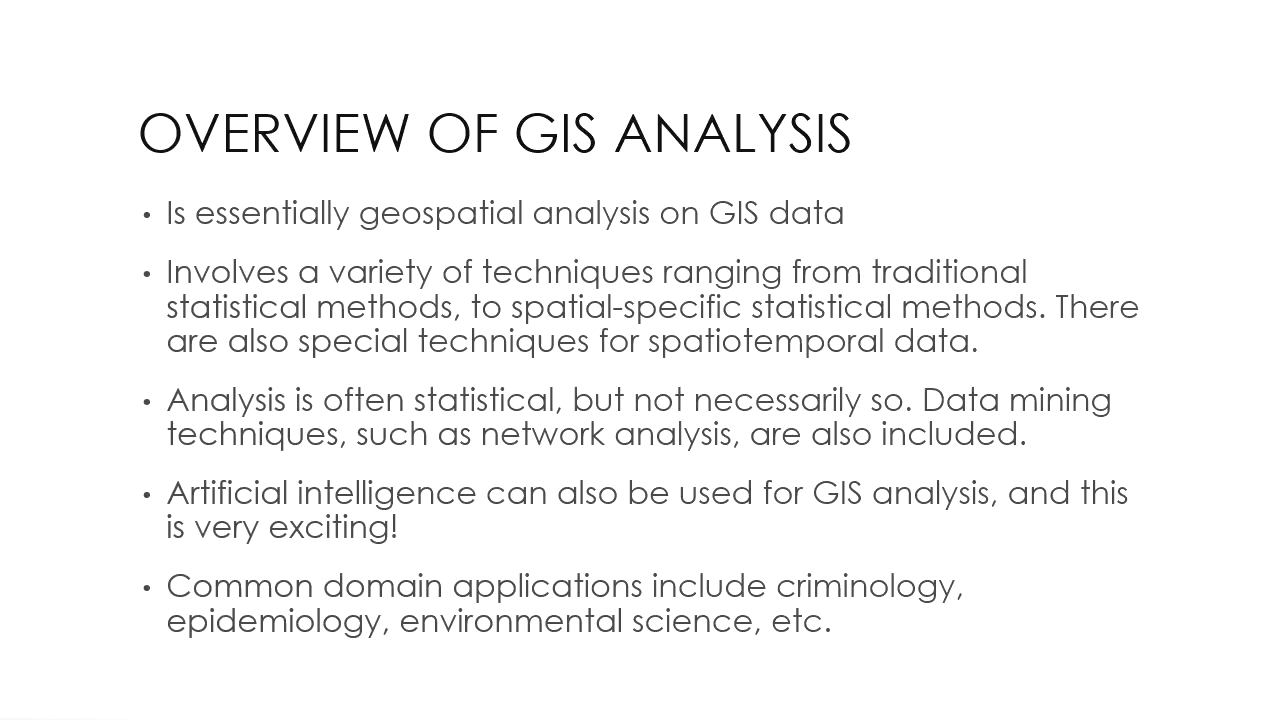 OVERVIEW OF GIS ANALYSIS
• Is essentially geospatial analysis on GIS data
• Involves a variety of techniques ranging from traditional
statistical methods, to spatial-specific statistical methods. There
are also special techniques for spatiotemporal data.
• Analysis is often statistical, but not necessarily so. Data mining
techniques, such as network analysis, are also included.
• Artificial intelligence can also be used for GIS analysis, and this
is very exciting!
• Common domain applications include criminology,
epidemiology, environmental science, etc.